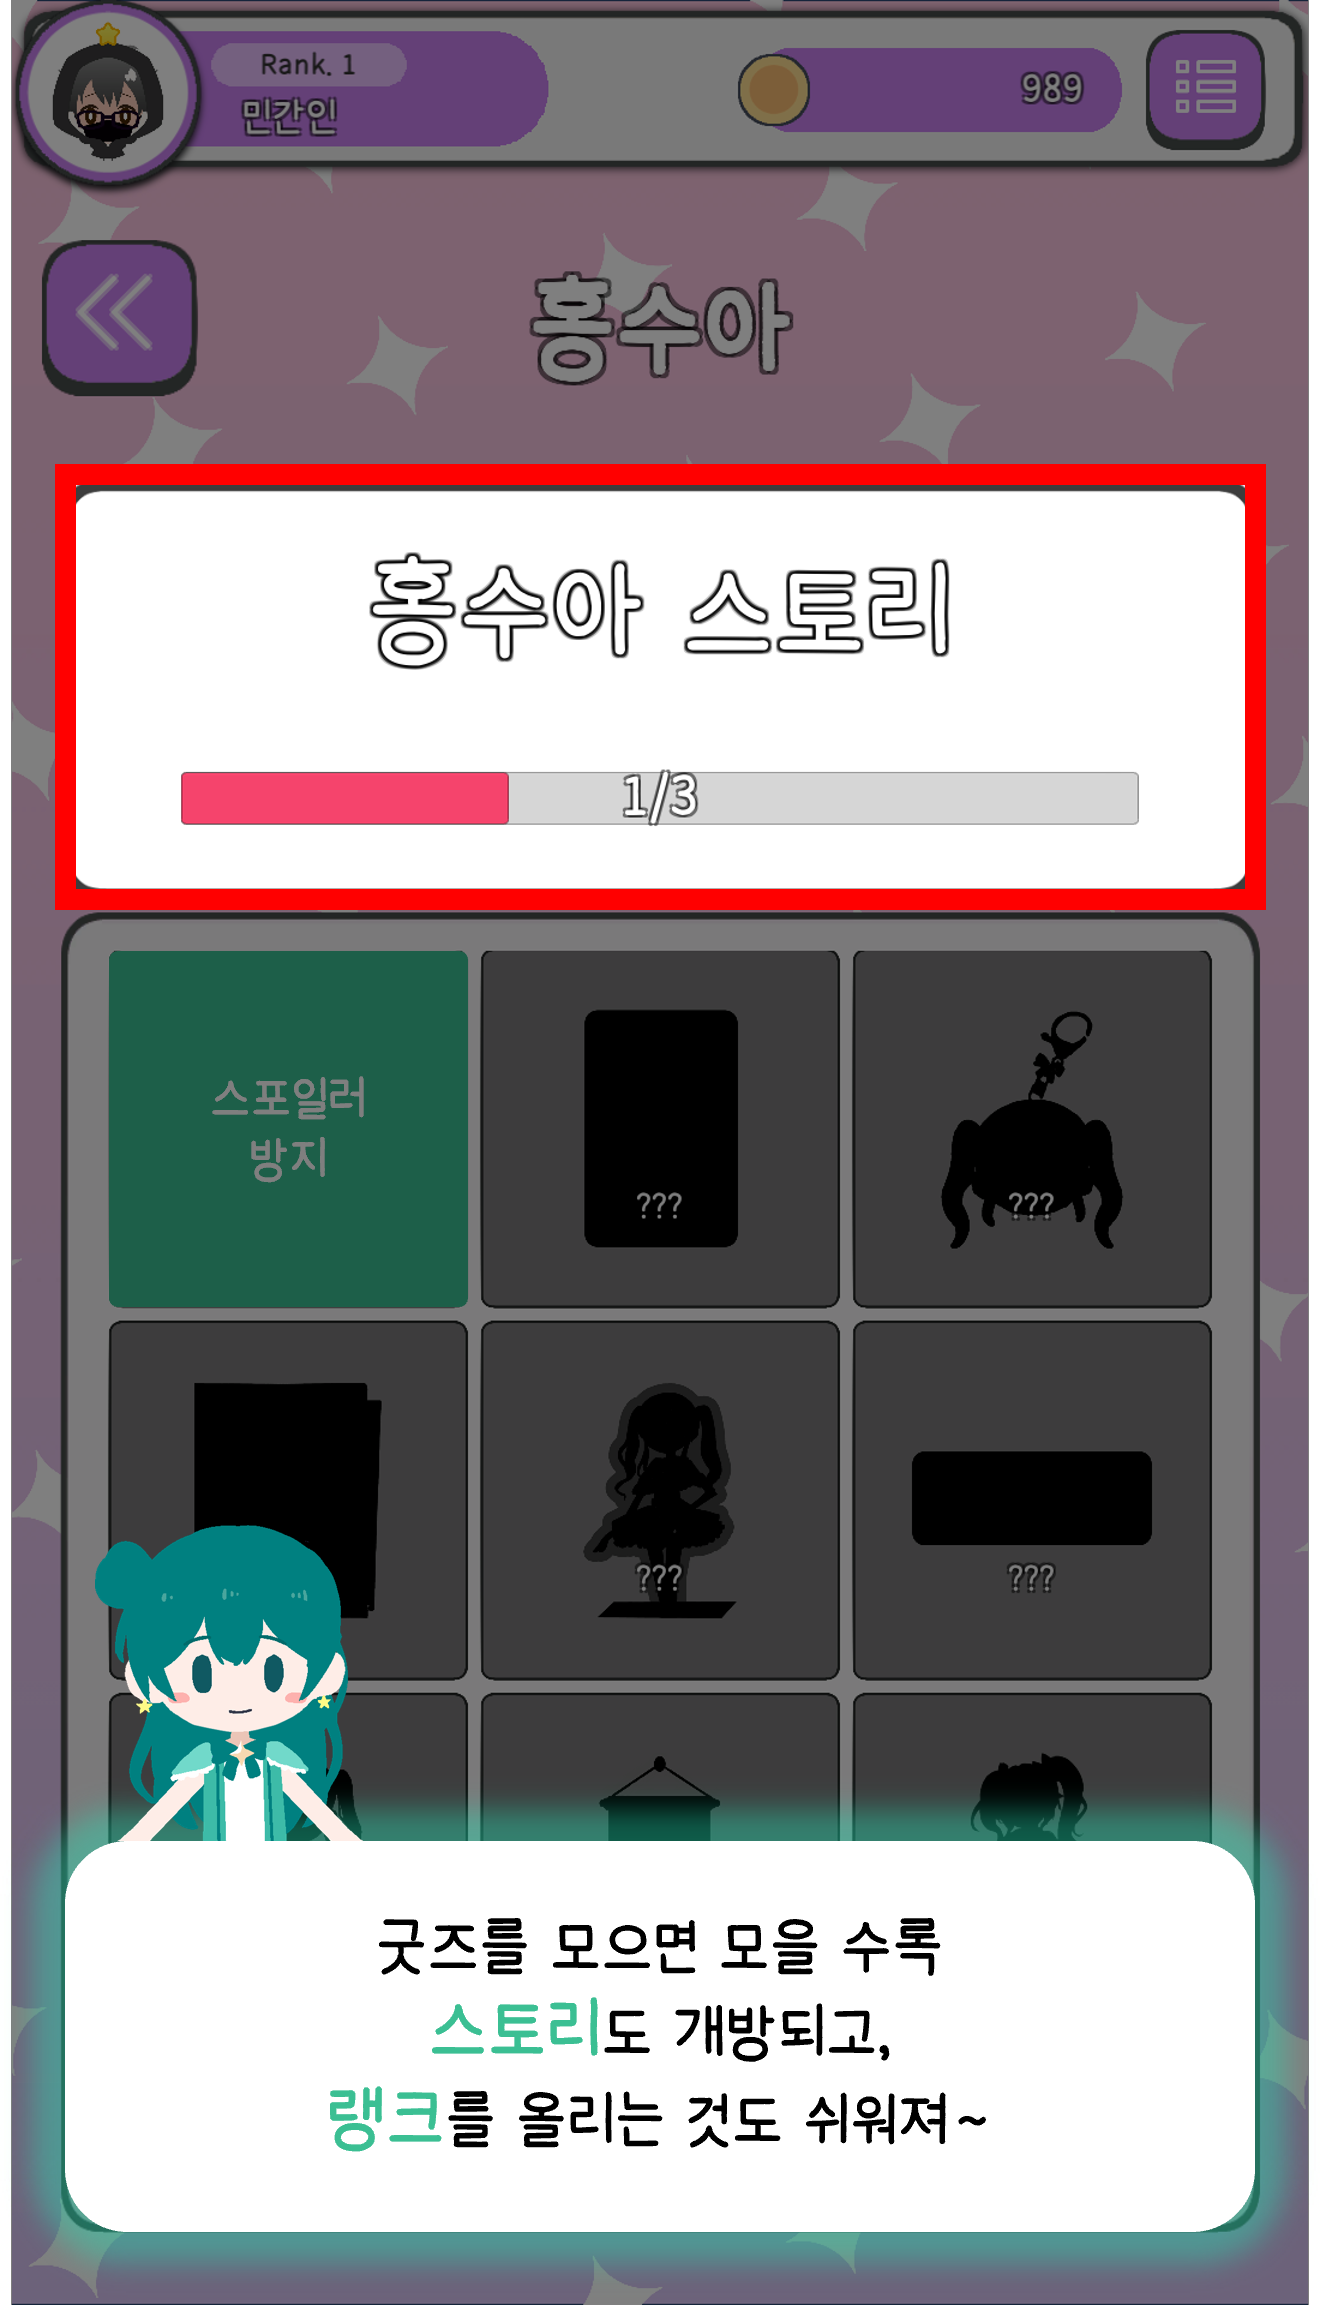 Rank. 1
민간인
989
홍수아
홍수아 스토리
1/3
스포일러
방지
???
???
???
???
굿즈를 모으면 모을 수록
스토리도 개방되고,
랭크를 올리는 것도 쉬워져~